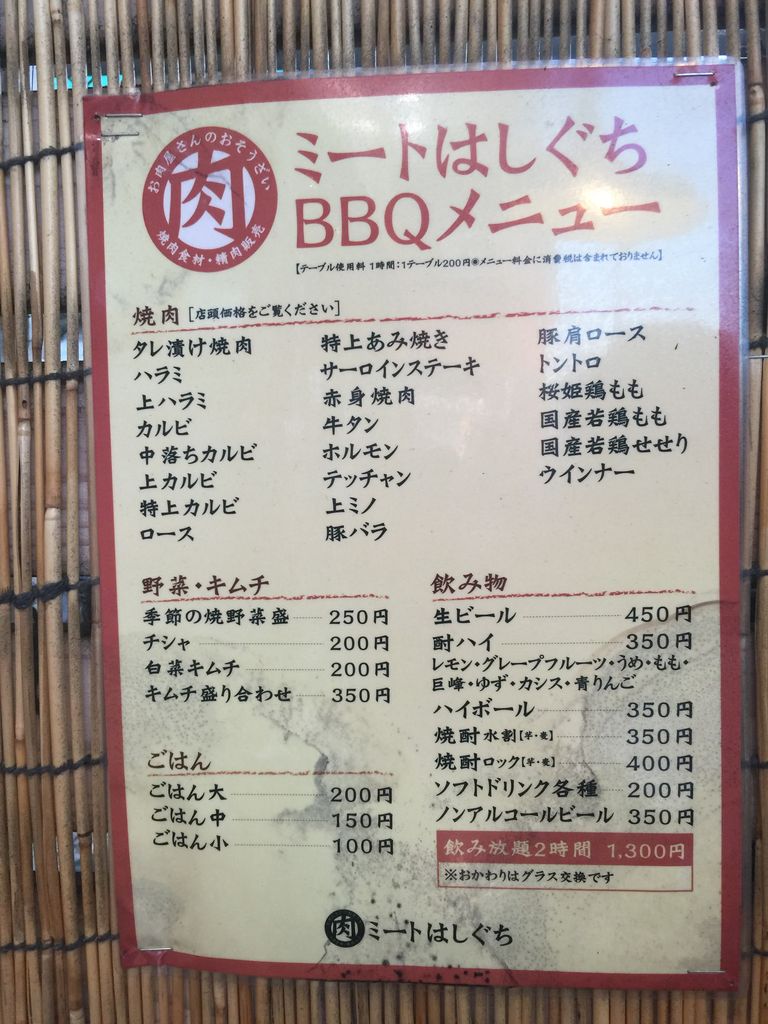 お肉屋さんのおそうざい
肉
焼肉食材・精肉販売
ミートはしぐち
BBQメニュー
【テーブル使用料 1時間:1テーブル200円◉メニュー料金に消費税は含まれておりません】
焼肉［店頭価格をご覧ください］
タレ漬け焼肉
ハラミ
上ハラミ
カルビ
中落ちカルビ
上カルビ
特上カルビ
ロース
特上あみ焼き
サーロインステーキ
赤身焼肉
牛タン
ホルモン
テッチャン
上ミノ
豚バラ
豚肩ロース
トントロ
桜姫鶏もも
国産若鶏もも
国産若鶏せせり
ウインナー
野菜・キムチ
季節の焼野菜盛 250円
チシャ 200円
白菜キムチ 200円
キムチ盛り合わせ 350円
ごはん
ごはん大 200円
ごはん中 150円
ごはん小 100円
飲み物
生ビール 450円
酎ハイ 350円
レモン・グレープフルーツ・うめ・もも・
巨峰・ゆず・カシス・青りんご
ハイボール 350円
焼酎水割【芋・麦】 350円
焼酎ロック【芋・麦】 400円
ソフトドリンク各種 200円
ノンアルコールビール 350円
飲み放題2時間 1,300円
※おかわりはグラス交換です
肉 ミートはしぐち